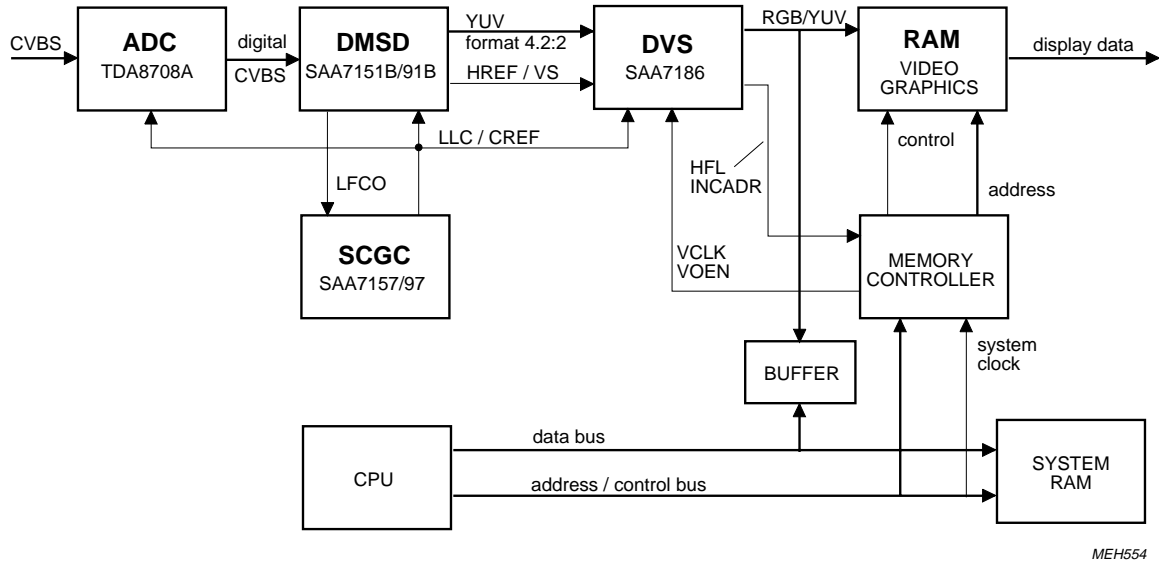 CVBS
ADC
TDA8708A
digital
CVBS
DMSD
SAA7151B/91B
YUV
format 4.2:2
HREF / VS
DVS
SAA7186
RGB/YUV
RAM
VIDEO
GRAPHICS
display data
LLC / CREF
LFCO
HFL
INCADR
control
address
SCGC
SAA7157/97
VCLK
VOEN
MEMORY
CONTROLLER
system
clock
BUFFER
CPU
data bus
address / control bus
SYSTEM
RAM
MEH554